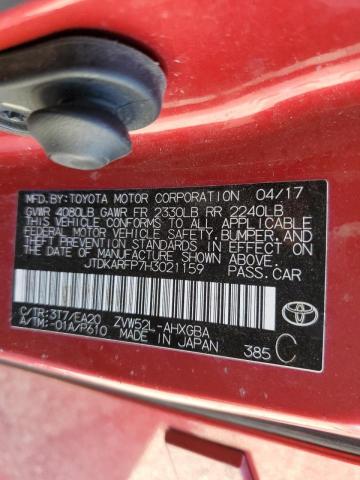 MFD. BY: TOYOTA MOTOR CORPORATION 04/17
GVWR 4080LB GAWR FR 2330LB RR 2240LB
THIS VEHICLE CONFORMS TO ALL APPLICABLE
FEDERAL MOTOR VEHICLE SAFETY, BUMPER, AND
THEFT PREVENTION STANDARDS IN EFFECT ON
THE DATE OF MANUFACTURE SHOWN ABOVE.
JTDKARFP7H3021159 PASS.CAR
C/TR: 3T7/EA20 ZVW52L-AHXGBA
A/TM: -01A/P610 MADE IN JAPAN 385 C